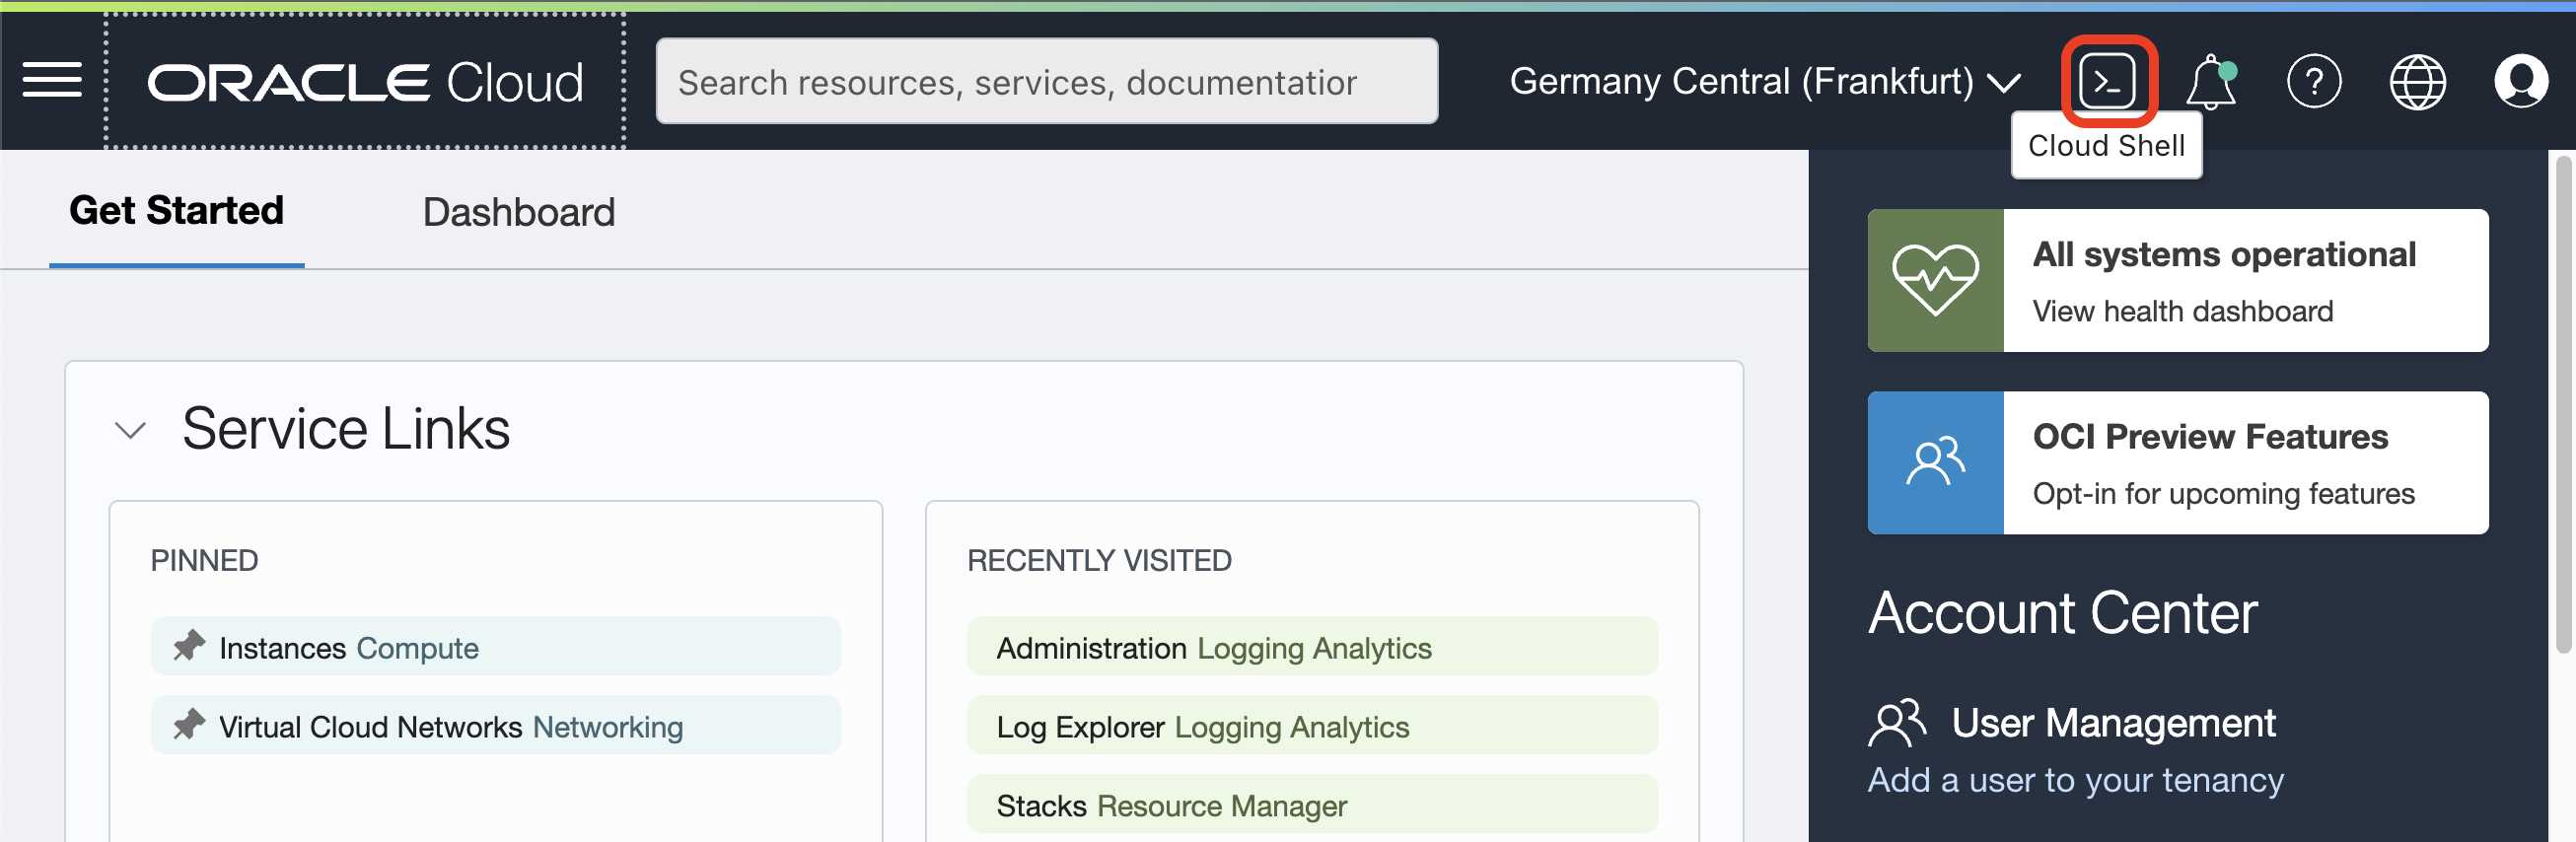 ORACLE Cloud
Search resources, services, documentatior
Germany Central (Frankfurt)
Cloud Shell
Get Started
Dashboard
All systems operational
View health dashboard
OCI Preview Features
Opt-in for upcoming features
Service Links
PINNED
Instances Compute
Virtual Cloud Networks Networking
RECENTLY VISITED
Administration Logging Analytics
Log Explorer Logging Analytics
Stacks Resource Manager
Account Center
User Management
Add a user to your tenancy